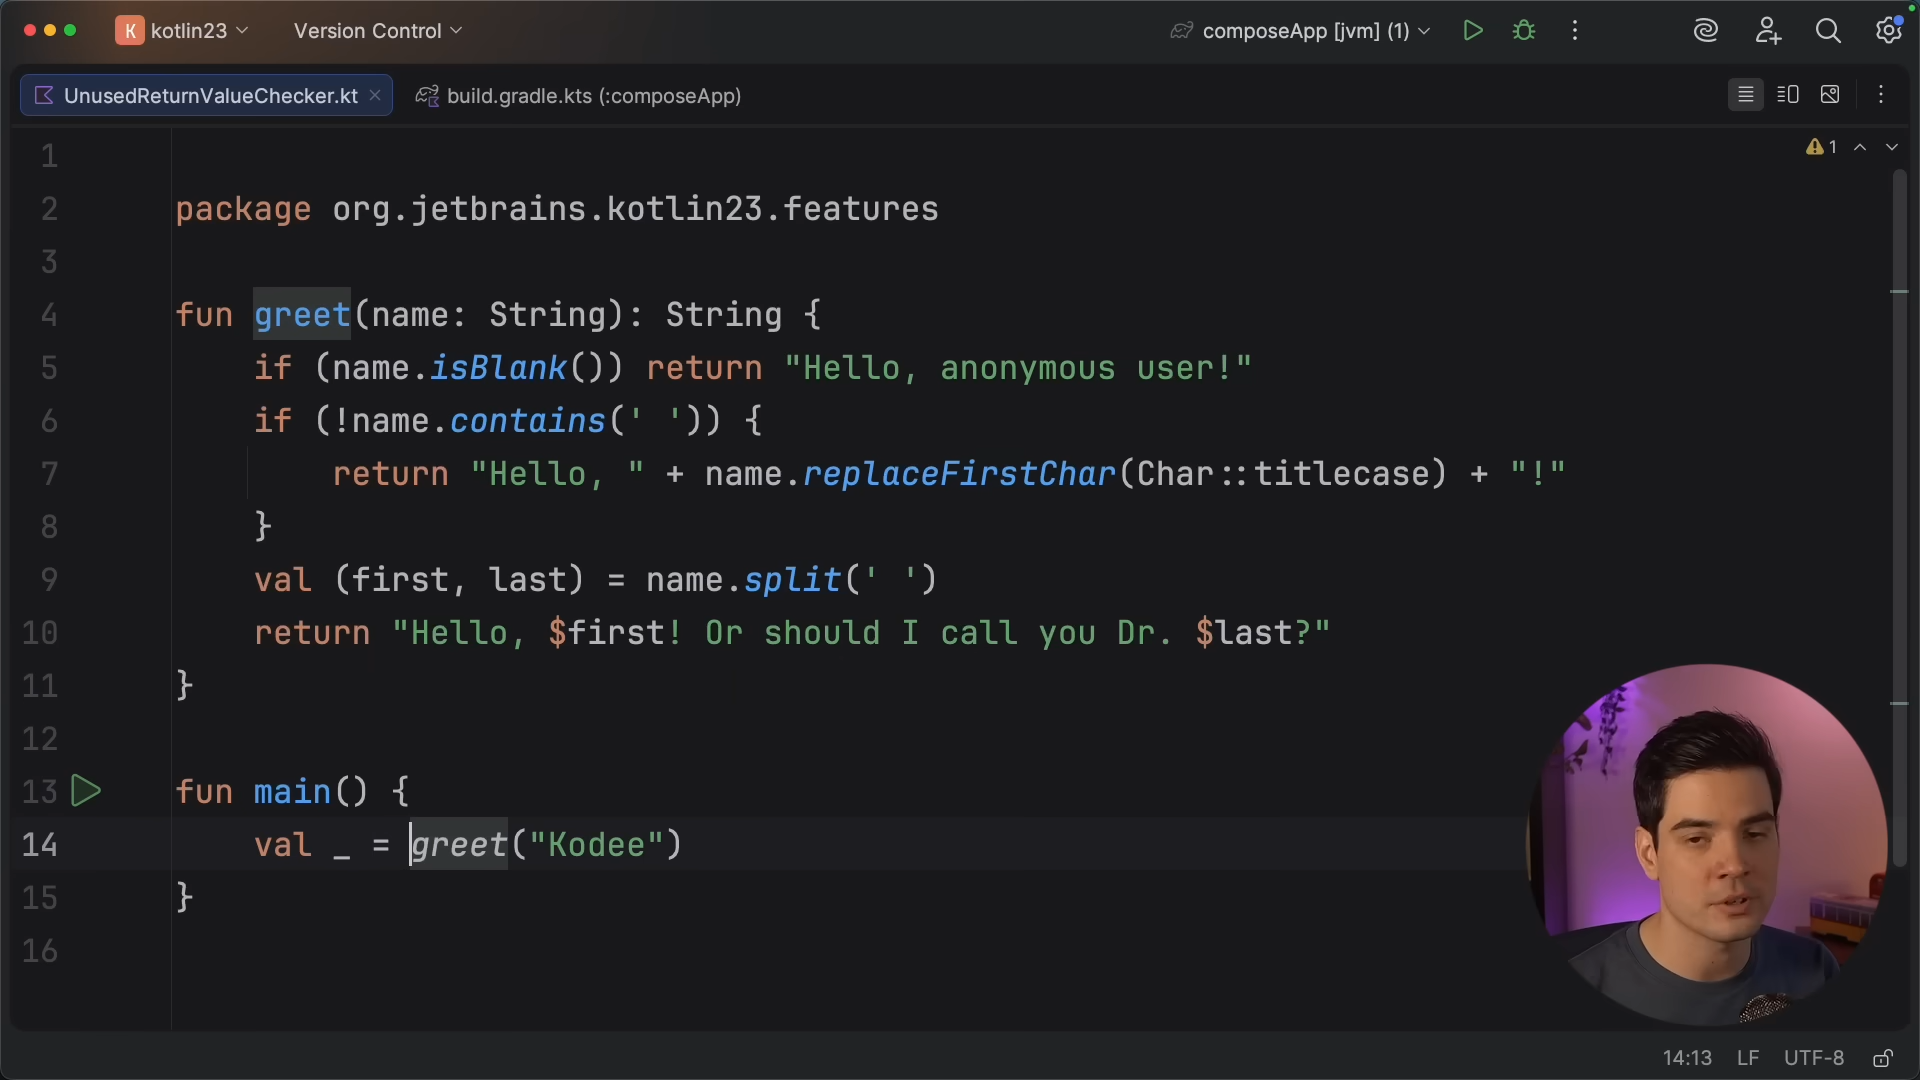 K kotlin23 Version Control composeApp [jvm] (1)
UnusedReturnValueChecker.kt build.gradle.kts (:composeApp)
1
1
2 package org.jetbrains.kotlin23.features
3
4 fun greet(name: String): String {
5 if (name.isBlank()) return "Hello, anonymous user!"
6 if (!name.contains(' ')) {
7 return "Hello, " + name.replaceFirstChar(Char::titlecase) + "!"
8 }
9 val (first, last) = name.split(' ')
10 return "Hello, $first! Or should I call you Dr. $last?"
11 }
12
13 fun main() {
14 val _ = greet("Kodee")
15 }
16
14:13 LF UTF-8